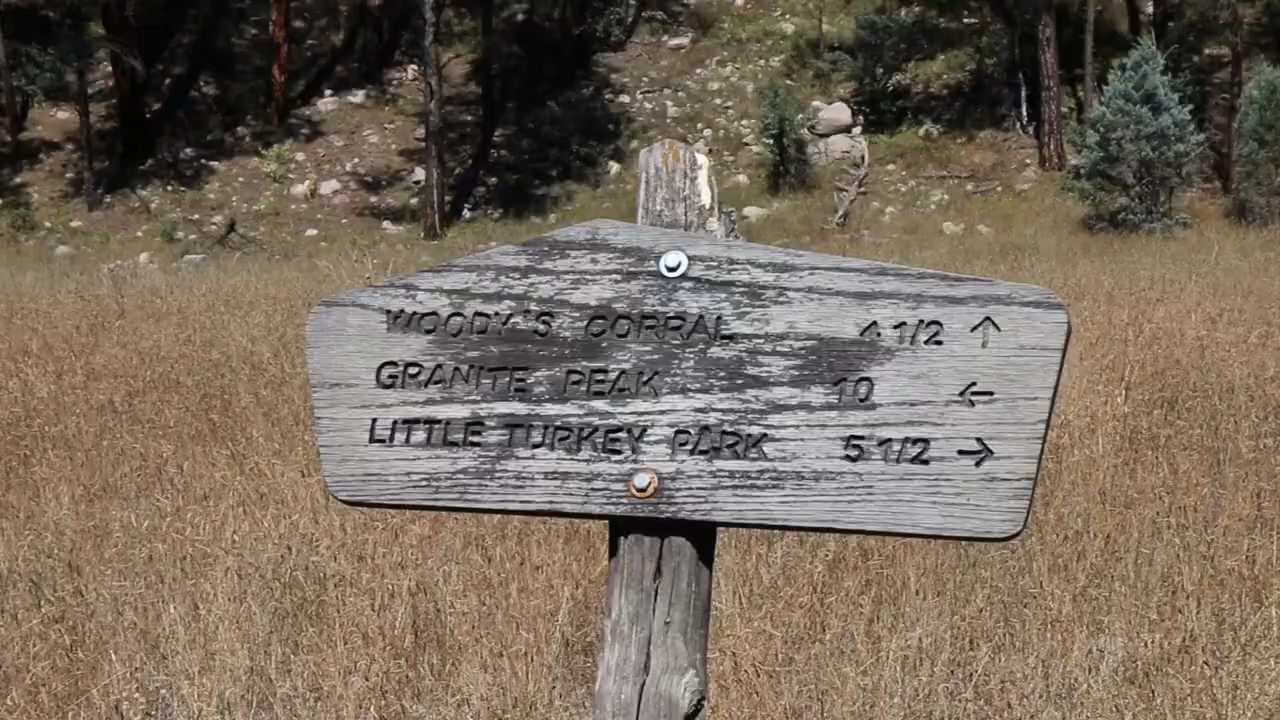 WOODY'S CORRAL 4 1/2 ↑
GRANITE PEAK 10 ←
LITTLE TURKEY PARK 5 1/2 →